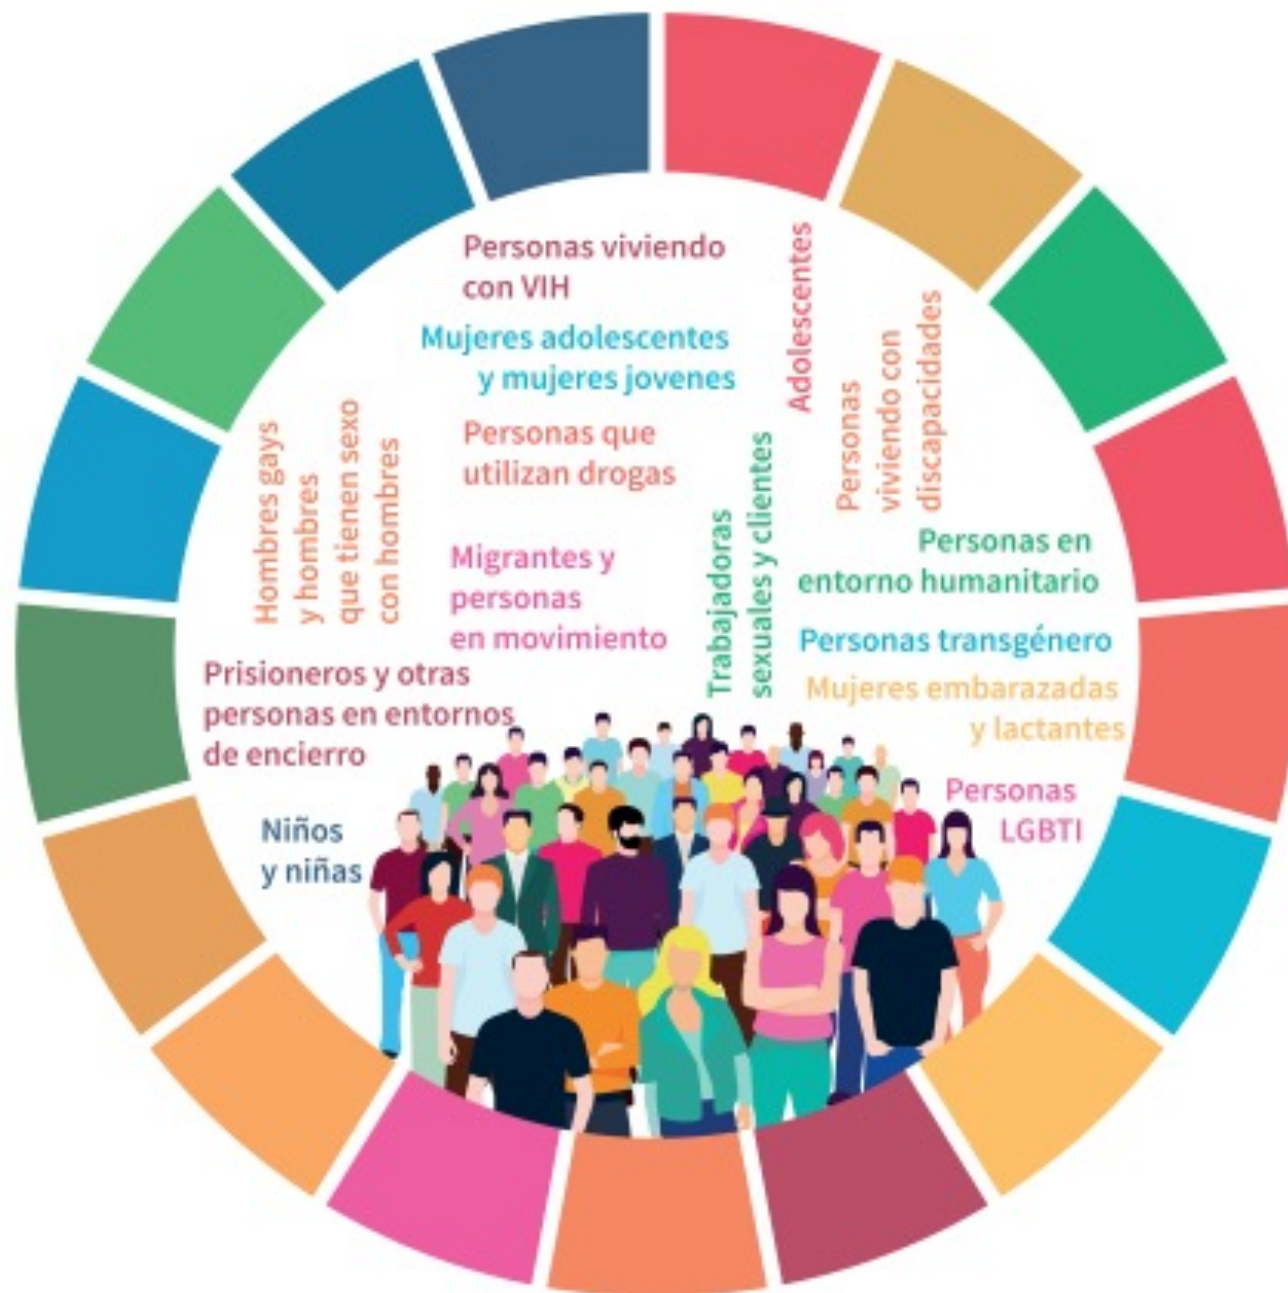 Personas viviendo
con VIH
Mujeres adolescentes
y mujeres jovenes
Personas que
utilizan drogas
Migrantes y
personas
en movimiento
Hombres gays
y hombres
que tienen sexo
con hombres
Adolescentes
Personas
viviendo con
discapacidades
Trabajadoras
sexuales y clientes
Personas en
entorno humanitario
Personas transgénero
Mujeres embarazadas
y lactantes
Personas
LGBTI
Prisioneros y otras
personas en entornos
de encierro
Niños
y niñas